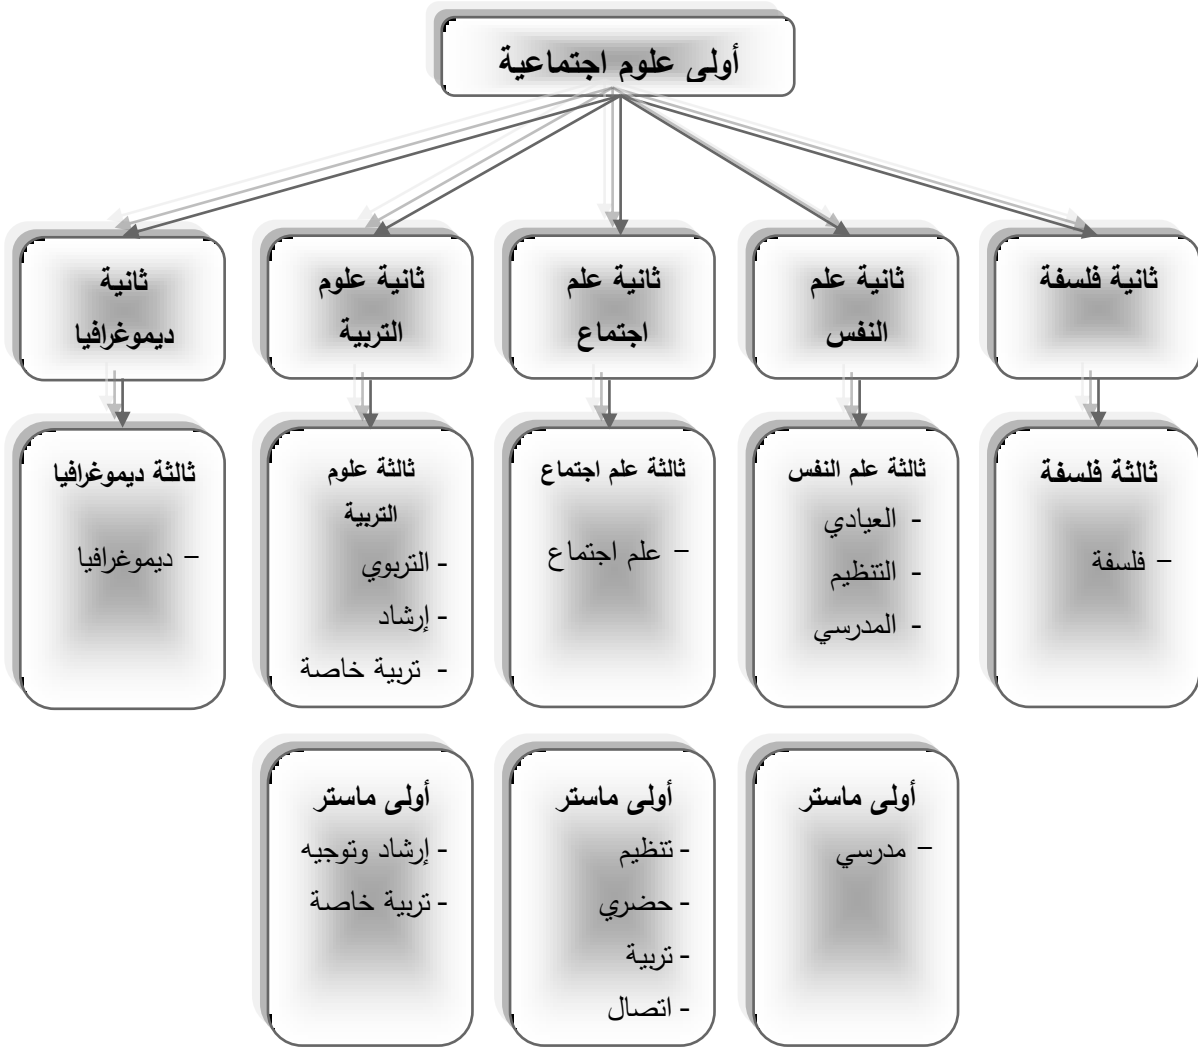 أولى علوم اجتماعية
ثانية فلسفة
ثانية علم
النفس
ثانية علم
اجتماع
ثانية علوم
التربية
ثانية
ديموغرافيا
ثالثة فلسفة
– فلسفة
ثالثة علم النفس
- العيادي
- التنظيم
- المدرسي
ثالثة علم اجتماع
– علم اجتماع
ثالثة علوم
التربية
- التربوي
- إرشاد
- تربية خاصة
ثالثة ديموغرافيا
– ديموغرافيا
أولى ماستر
– مدرسي
أولى ماستر
- تنظيم
- حضري
- تربية
- اتصال
أولى ماستر
- إرشاد وتوجيه
- تربية خاصة